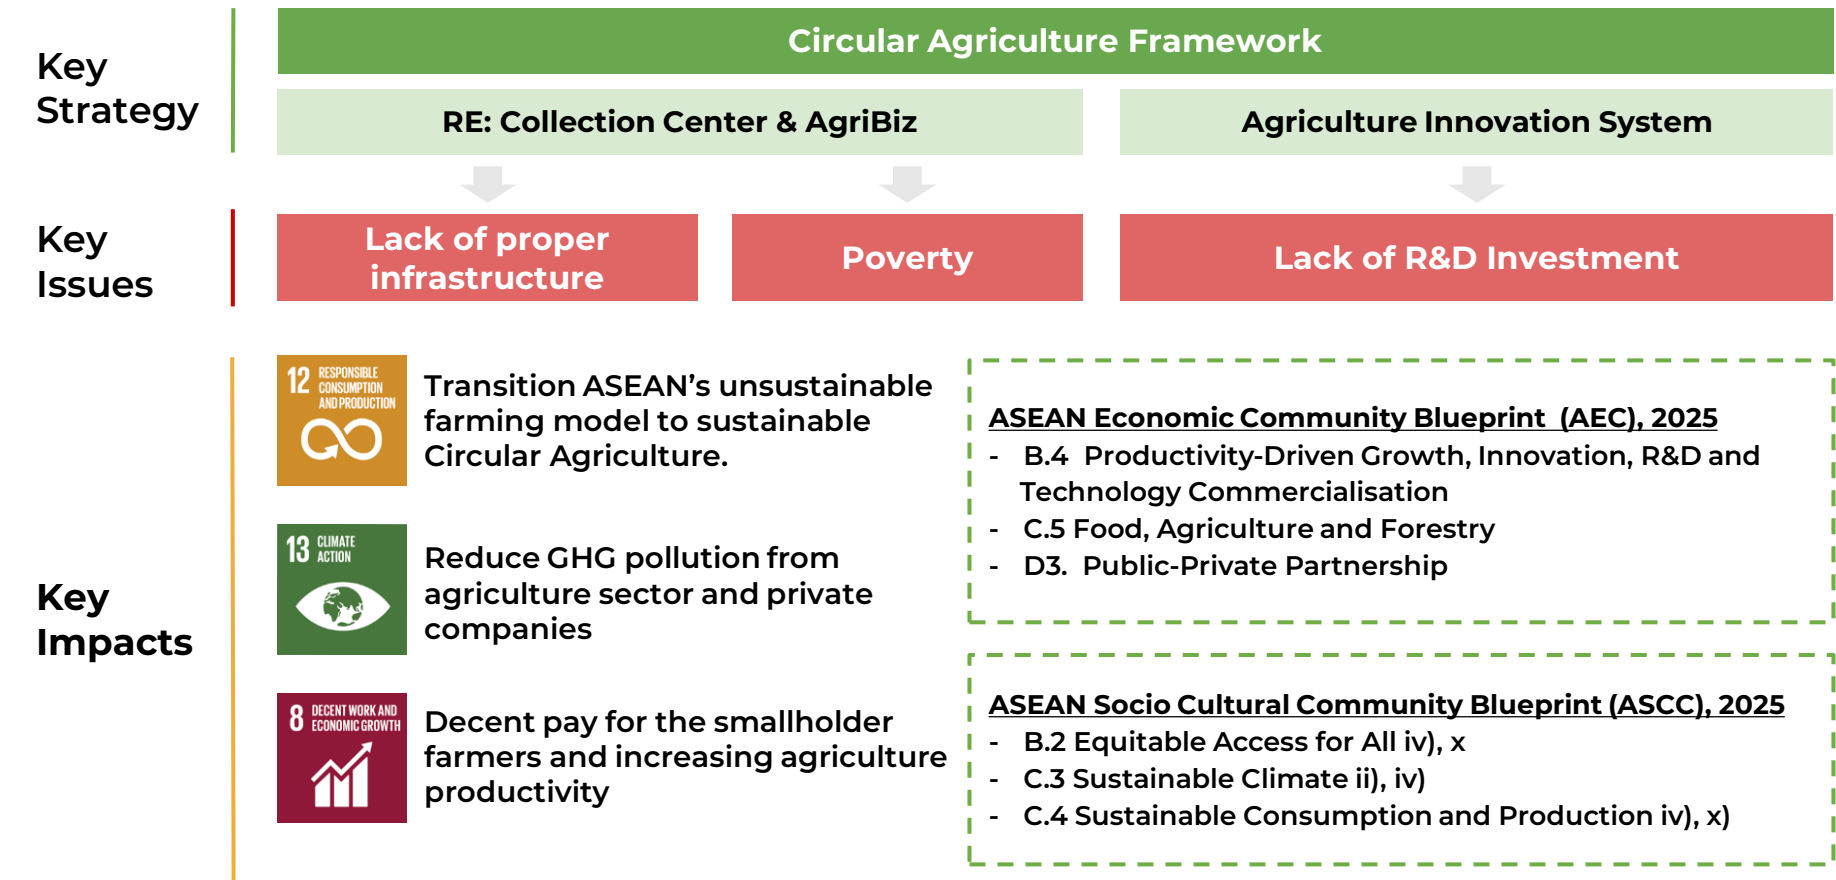 Key
Strategy
Circular Agriculture Framework
RE: Collection Center & AgriBiz
Agriculture Innovation System
Key
Issues
Lack of proper
infrastructure
Poverty
Lack of R&D Investment
Key
Impacts
12 RESPONSIBLE
CONSUMPTION
AND PRODUCTION
Transition ASEAN’s unsustainable
farming model to sustainable
Circular Agriculture.
13 CLIMATE
ACTION
Reduce GHG pollution from
agriculture sector and private
companies
8 DECENT WORK AND
ECONOMIC GROWTH
Decent pay for the smallholder
farmers and increasing agriculture
productivity
ASEAN Economic Community Blueprint (AEC), 2025
- B.4 Productivity-Driven Growth, Innovation, R&D and
Technology Commercialisation
- C.5 Food, Agriculture and Forestry
- D3. Public-Private Partnership
ASEAN Socio Cultural Community Blueprint (ASCC), 2025
- B.2 Equitable Access for All iv), x
- C.3 Sustainable Climate ii), iv)
- C.4 Sustainable Consumption and Production iv), x)